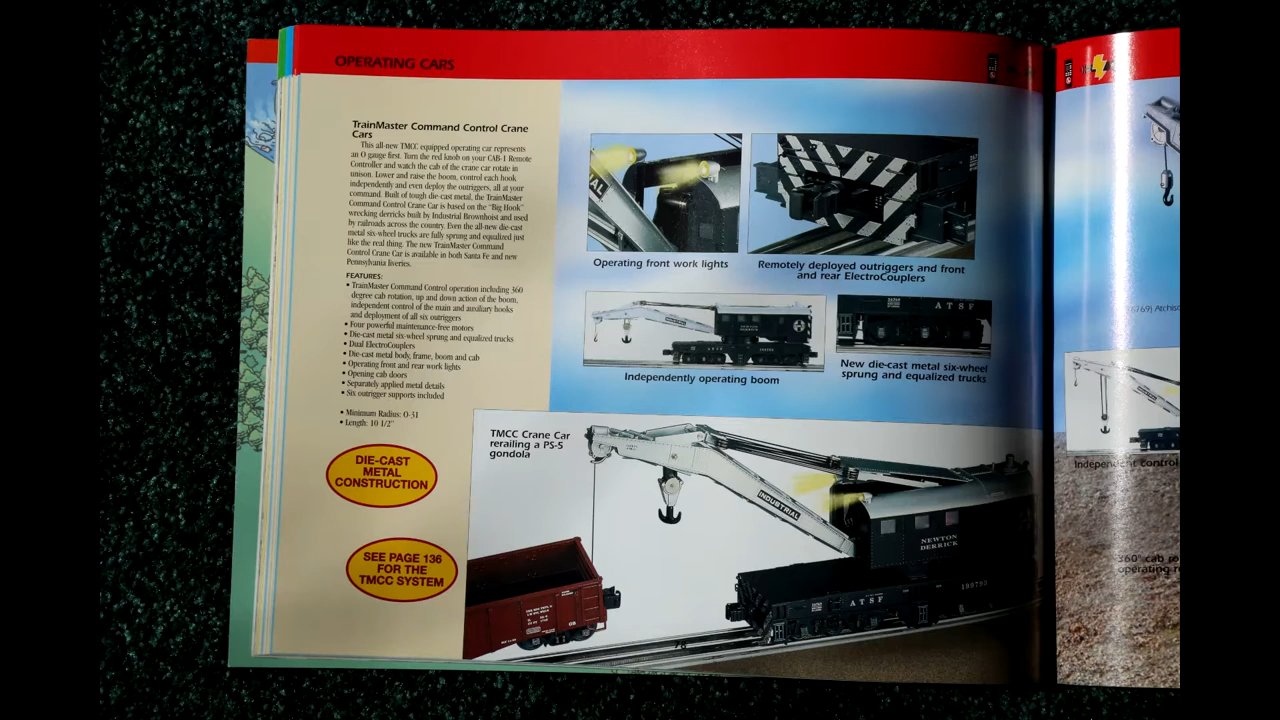 OPERATING CARS
TrainMaster Command Control Crane
Cars
This all-new TMCC equipped operating car represents
an O gauge first. Turn the red knob on your CAB-1 Remote
Controller and watch the cab of the crane car rotate in
unison. Lower and raise the boom, control each hook
independently and even deploy the outriggers, all at your
command. Built of tough die-cast metal, the TrainMaster
Command Control Crane Car is based on the "Big Hook"
wrecking derricks built by Industrial Brownhoist and used
by railroads across the country. Even the all-new die-cast
metal six-wheel trucks are fully sprung and equalized just
like the real thing. The new TrainMaster Command
Control Crane Car is available in both Santa Fe and new
Pennsylvania liveries.
FEATURES:
• TrainMaster Command Control operation including 360
degree cab rotation, up and down action of the boom,
independent control of the main and auxiliary hooks
and deployment of all six outriggers
• Four powerful maintenance-free motors
• Die-cast metal six-wheel sprung and equalized trucks
• Dual ElectroCouplers
• Die-cast metal body, frame, boom and cab
• Operating front and rear work lights
• Opening cab doors
• Separately applied metal details
• Six outrigger supports included
• Minimum Radius: O-31
• Length: 10 1/2"
DIE-CAST
METAL
CONSTRUCTION
SEE PAGE 136
FOR THE
TMCC SYSTEM
Operating front work lights
Remotely deployed outriggers and front
and rear ElectroCouplers
INDUSTRIAL
NEWTON
DERRICK
ATSF
Independently operating boom
ATSF
New die-cast metal six-wheel
sprung and equalized trucks
TMCC Crane Car
rerailing a PS-5
gondola
INDUSTRIAL
NEWTON
DERRICK
199793
ATSF
6769) Atchiso
Independent control
360° cab ro
operating r